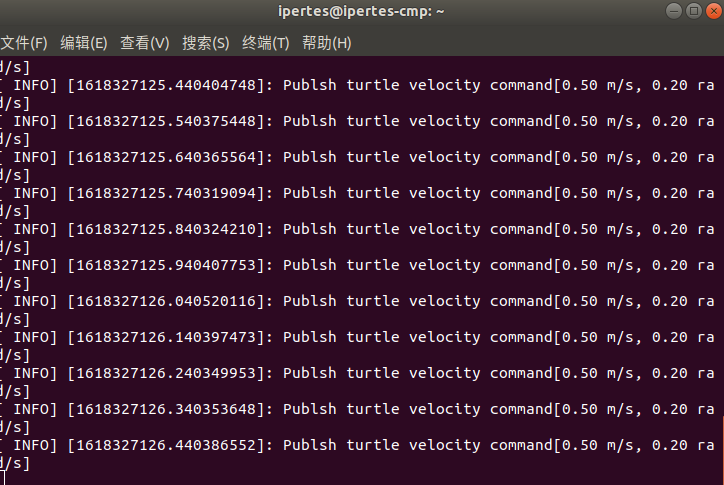 ipertes@ipertes-cmp: ~
文件(F) 编辑(E) 查看(V) 搜索(S) 终端(T) 帮助(H)
d/s]
[ INFO] [1618327125.440404748]: Publsh turtle velocity command[0.50 m/s, 0.20 ra
d/s]
[ INFO] [1618327125.540375448]: Publsh turtle velocity command[0.50 m/s, 0.20 ra
d/s]
[ INFO] [1618327125.640365564]: Publsh turtle velocity command[0.50 m/s, 0.20 ra
d/s]
[ INFO] [1618327125.740319094]: Publsh turtle velocity command[0.50 m/s, 0.20 ra
d/s]
[ INFO] [1618327125.840324210]: Publsh turtle velocity command[0.50 m/s, 0.20 ra
d/s]
[ INFO] [1618327125.940407753]: Publsh turtle velocity command[0.50 m/s, 0.20 ra
d/s]
[ INFO] [1618327126.040520116]: Publsh turtle velocity command[0.50 m/s, 0.20 ra
d/s]
[ INFO] [1618327126.140397473]: Publsh turtle velocity command[0.50 m/s, 0.20 ra
d/s]
[ INFO] [1618327126.240349953]: Publsh turtle velocity command[0.50 m/s, 0.20 ra
d/s]
[ INFO] [1618327126.340353648]: Publsh turtle velocity command[0.50 m/s, 0.20 ra
d/s]
[ INFO] [1618327126.440386552]: Publsh turtle velocity command[0.50 m/s, 0.20 ra
d/s]